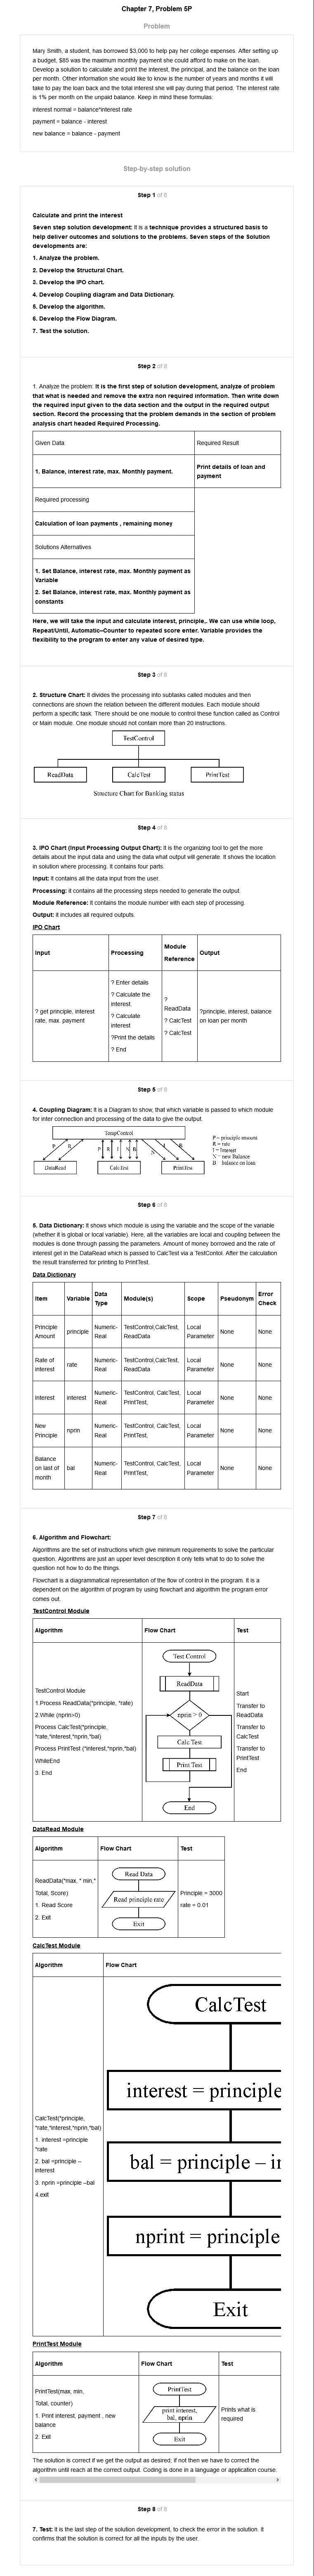 Chapter 7, Problem 5P
Problem
Mary Smith, a student, has borrowed $3,000 to help pay her college expenses. After setting up
a budget, $85 was the maximum monthly payment she could afford to make on the loan.
Develop a solution to calculate and print the interest, the principal, and the balance on the loan
per month. Other information she would like to know is the number of years and months it will
take to pay the loan back and the total interest she will pay during that period. The interest rate
is 1% per month on the unpaid balance. Keep in mind these formulas:
interest normal = balance*interest rate
payment = balance - interest
new balance = balance - payment
Step-by-step solution
Step 1 of 8
Calculate and print the interest
Seven step solution development: It is a technique provides a structured basis to
help deliver outcomes and solutions to the problems. Seven steps of the Solution
developments are:
1. Analyze the problem.
2. Develop the Structural Chart.
3. Develop the IPO chart.
4. Develop Coupling diagram and Data Dictionary.
5. Develop the algorithm.
6. Develop the Flow Diagram.
7. Test the solution.
Step 2 of 8
1. Analyze the problem: It is the first step of solution development, analyze of problem
that what is needed and remove the extra non required information. Then write down
the required input given to the data section and the output in the required output
section. Record the processing that the problem demands in the section of problem
analysis chart headed Required Processing.
Given Data
Required Result
1. Balance, interest rate, max. Monthly payment.
Print details of loan and
payment
Required processing
Calculation of loan payments , remaining money
Solutions Alternatives
1. Set Balance, interest rate, max. Monthly payment as
Variable
2. Set Balance, interest rate, max. Monthly payment as
constants
Here, we will take the input and calculate interest, principle,. We can use while loop,
Repeat/Until, Automatic–Counter to repeated score enter. Variable provides the
flexibility to the program to enter any value of desired type.
Step 3 of 8
2. Structure Chart: It divides the processing into subtasks called modules and then
connections are shown the relation between the different modules. Each module should
perform a specific task. There should be one module to control these function called as Control
or Main module. One module should not contain more than 20 instructions.
TestControl
ReadData
CalcTest
PrintTest
Structure Chart for Banking status
Step 4 of 8
3. IPO Chart (Input Processing Output Chart): It is the organizing tool to get the more
details about the input data and using the data what output will generate. It shows the location
in solution where processing. It contains four parts.
Input: It contains all the data input from the user.
Processing: it contains all the processing steps needed to generate the output.
Module Reference: It contains the module number with each step of processing.
Output: it includes all required outputs.
IPO Chart
Input
Processing
Module
Reference
Output
? get principle, interest
rate, max. payment
? Enter details
? Calculate the
interest.
? Calculate
interest
?Print the details
? End
?
ReadData
? CalcTest
? CalcTest
?principle, interest, balance
on loan per month
Step 5 of 8
4. Coupling Diagram: It is a Diagram to show, that which variable is passed to which module
for inter connection and processing of the data to give the output.
TempControl
P R P R I N B N I B
DataRead
CalcTest
PrintTest
P = principle amount
R = rate
I = Interest
N = new Balance
B balance on loan
Step 6 of 8
5. Data Dictionary: It shows which module is using the variable and the scope of the variable
(whether it is global or local variable). Here, all the variables are local and coupling between the
modules is done through passing the parameters. Amount of money borrowed and the rate of
interest get in the DataRead which is passed to CalcTest via a TestContol. After the calculation
the result transferred for printing to PrintTest.
Data Dictionary
Item
Variable
Data
Type
Module(s)
Scope
Pseudonym
Error
Check
Principle
Amount
principle
Numeric-
Real
TestControl,CalcTest,
ReadData
Local
Parameter
None
None
Rate of
interest
rate
Numeric-
Real
TestControl,CalcTest,
ReadData
Local
Parameter
None
None
Interest
interest
Numeric-
Real
TestControl, CalcTest,
PrintTest,
Local
Parameter
None
None
New
Principle
nprin
Numeric-
Real
TestControl, CalcTest,
PrintTest,
Local
Parameter
None
None
Balance
on last of
month
bal
Numeric-
Real
TestControl, CalcTest,
PrintTest,
Local
Parameter
None
None
Step 7 of 8
6. Algorithm and Flowchart:
Algorithms are the set of instructions which give minimum requirements to solve the particular
question. Algorithms are just an upper level description it only tells what to do to solve the
question not how to do the things.
Flowchart is a diagrammatical representation of the flow of control in the program. It is a
dependent on the algorithm of program by using flowchart and algorithm the program error
comes out.
TestControl Module
Algorithm
Flow Chart
Test
TestControl Module
1.Process ReadData(*principle, *rate)
2.While (nprin>0)
Process CalcTest(*principle,
*rate,*interest,*nprin,*bal)
Process PrintTest (*interest,*nprin,*bal)
WhileEnd
3. End
Test Control
ReadData
nprin > 0
Calc Test
Print Test
End
Start
Transfer to
ReadData
Transfer to
CalcTest
Transfer to
PrintTest
End
DataRead Module
Algorithm
Flow Chart
Test
ReadData(*max, * min,*
Total, Score)
1. Read Score
2. Exit
Read Data
Read principle rate
Exit
Principle = 3000
rate = 0.01
CalcTest Module
Algorithm
Flow Chart
CalcTest(*principle,
*rate,*interest,*nprin,*bal)
1. interest =principle
*rate
2. bal =principle –
interest
3. nprin =principle –bal
4.exit
CalcTest
interest = principle
bal = principle – in
nprint = principle
Exit
PrintTest Module
Algorithm
Flow Chart
Test
PrintTest(max, min,
Total, counter)
1. Print interest, payment , new
balance
2. Exit
PrintTest
print interest,
bal, nprin
Exit
Prints what is
required
The solution is correct if we get the output as desired; if not then we have to correct the
algorithm until reach at the correct output. Coding is done in a language or application course.
Step 8 of 8
7. Test: It is the last step of the solution development, to check the error in the solution. It
confirms that the solution is correct for all the inputs by the user.